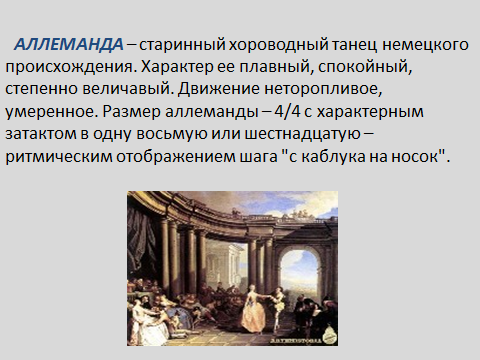 АЛЛЕМАНДА – старинный хороводный танец немецкого
происхождения. Характер ее плавный, спокойный,
степенно величавый. Движение неторопливое,
умеренное. Размер аллеманды – 4/4 с характерным
затактом в одну восьмую или шестнадцатую –
ритмическим отображением шага "с каблука на носок".